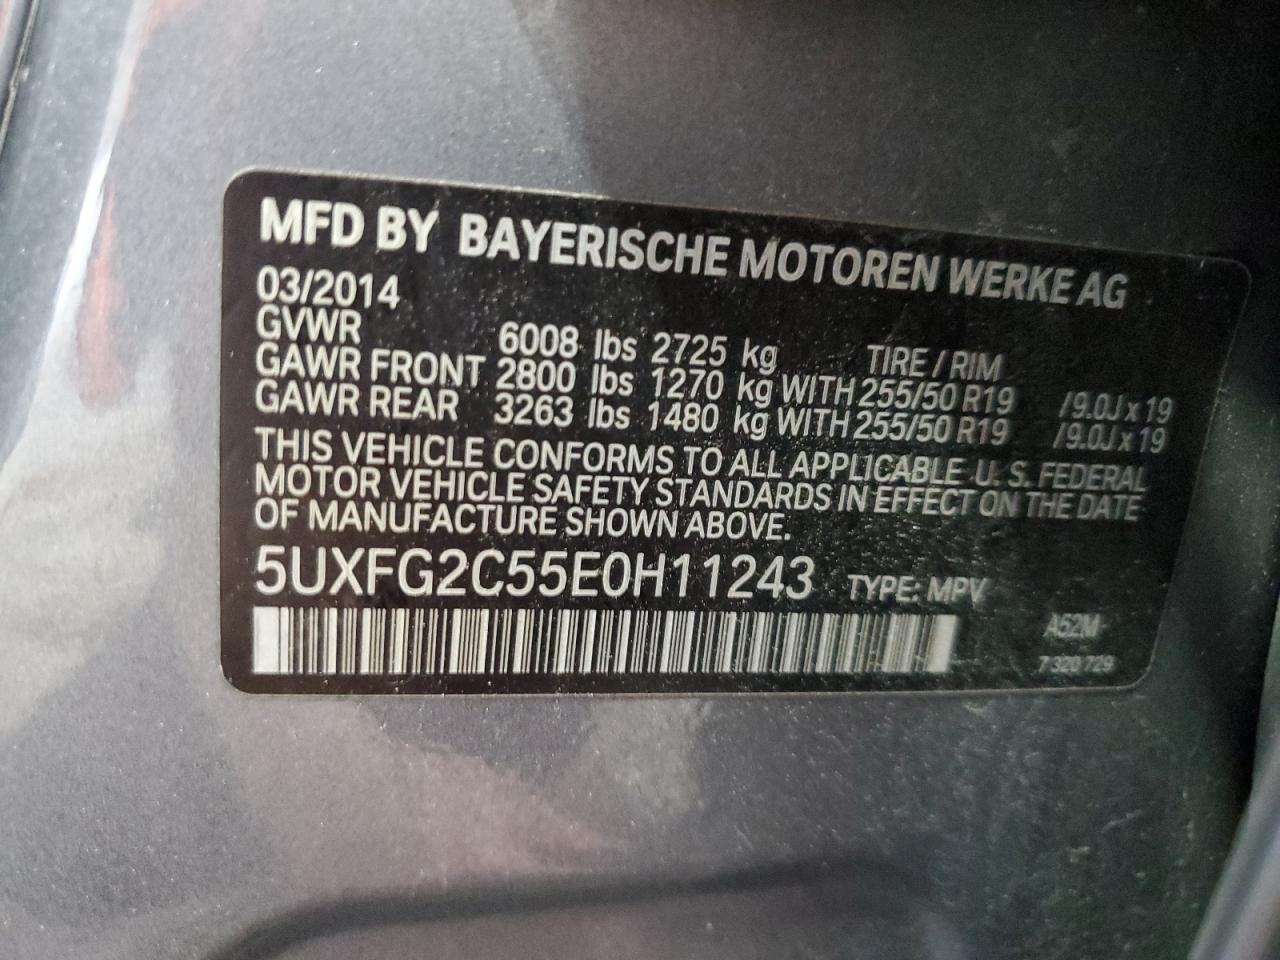 MFD BY BAYERISCHE MOTOREN WERKE AG
03/2014
GVWR 6008 lbs 2725 kg TIRE / RIM
GAWR FRONT 2800 lbs 1270 kg WITH 255/50 R19 /9.0J x 19
GAWR REAR 3263 lbs 1480 kg WITH 255/50 R19 /9.0J x 19
THIS VEHICLE CONFORMS TO ALL APPLICABLE U. S. FEDERAL
MOTOR VEHICLE SAFETY STANDARDS IN EFFECT ON THE DATE
OF MANUFACTURE SHOWN ABOVE.
5UXFG2C55E0H11243 TYPE: MPV
A52M
7 320 729